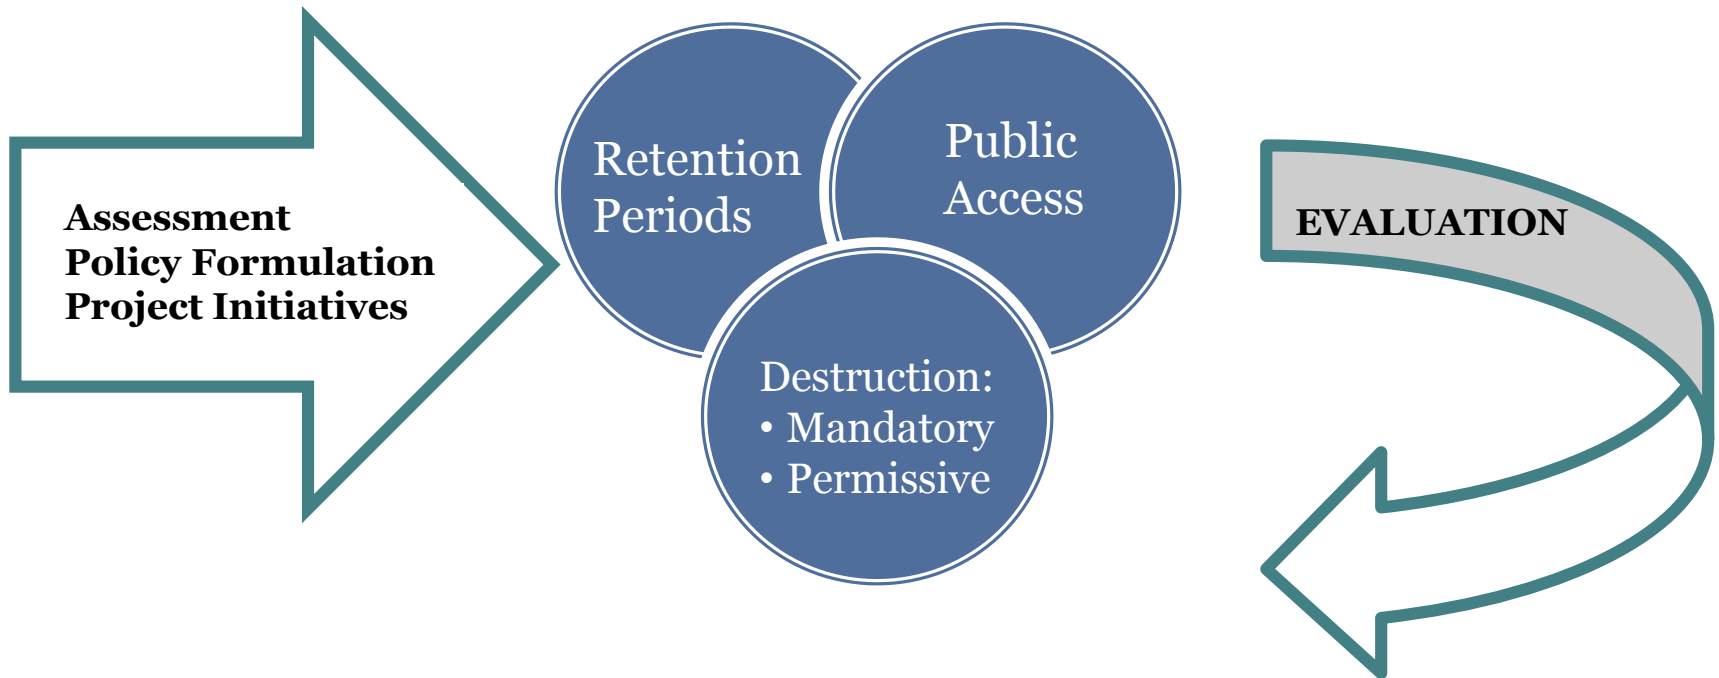 Assessment
Policy Formulation
Project Initiatives
Retention
Periods
Public
Access
Destruction:
• Mandatory
• Permissive
EVALUATION